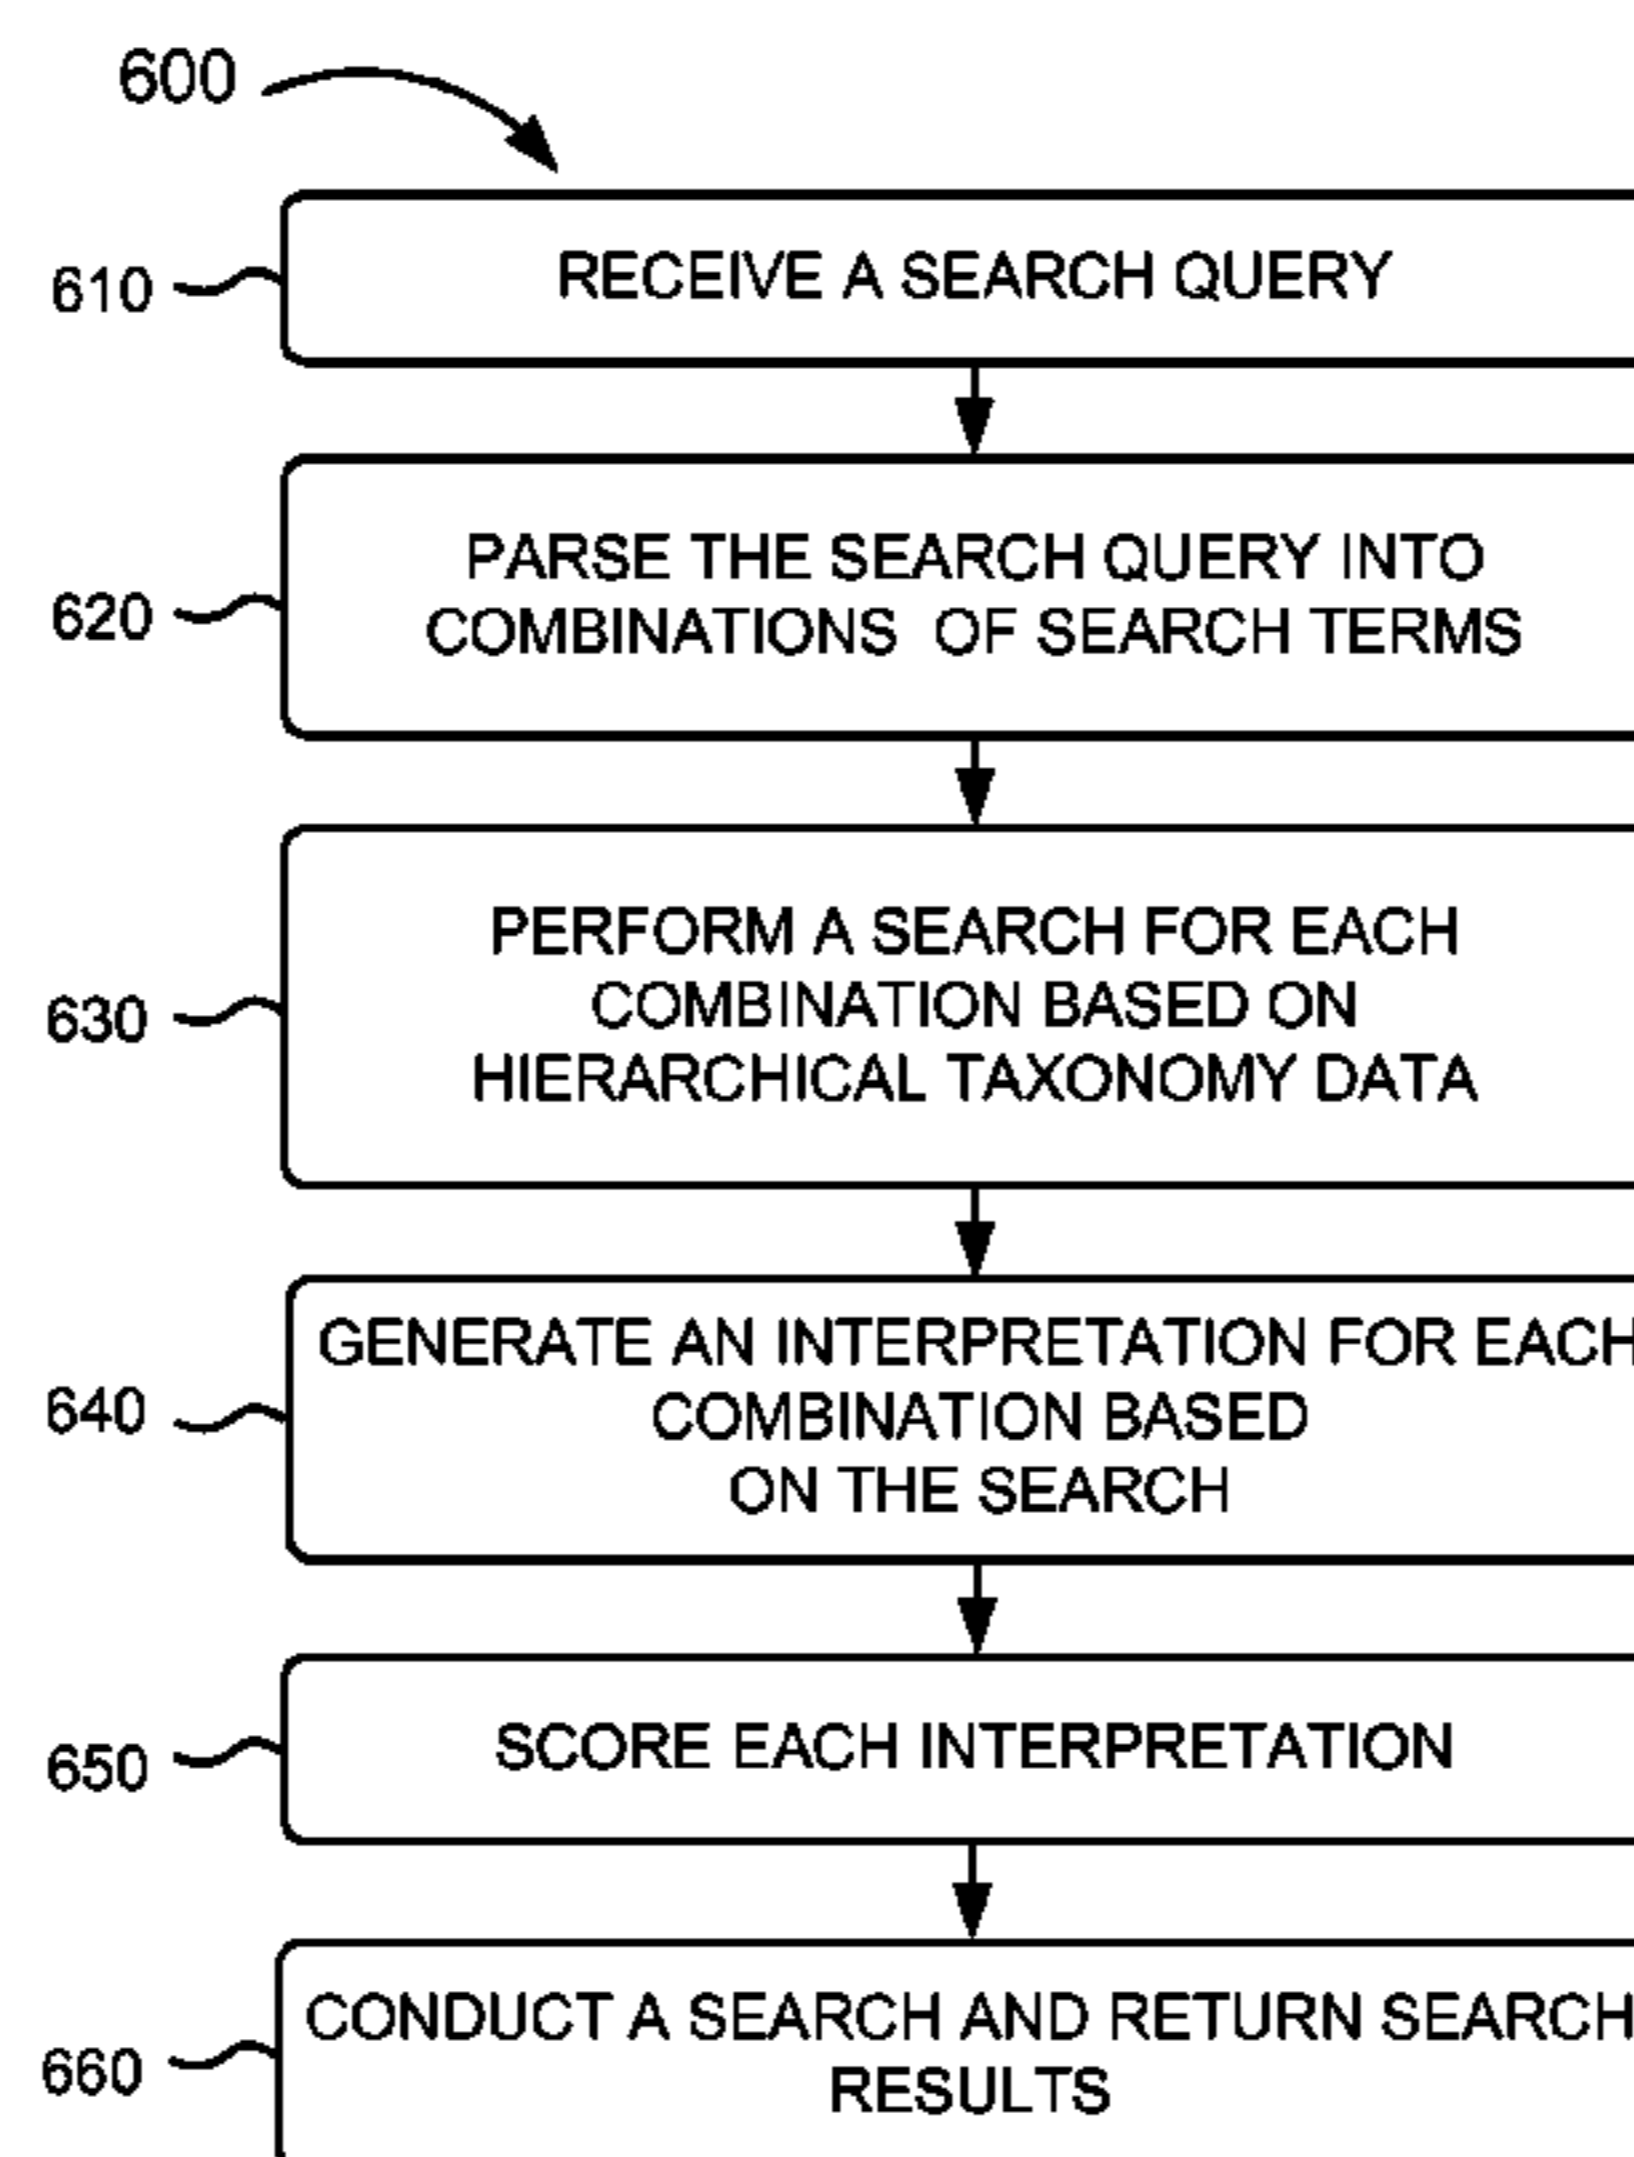 600
610
RECEIVE A SEARCH QUERY
620
PARSE THE SEARCH QUERY INTO
COMBINATIONS OF SEARCH TERMS
630
PERFORM A SEARCH FOR EACH
COMBINATION BASED ON
HIERARCHICAL TAXONOMY DATA
640
GENERATE AN INTERPRETATION FOR EACH
COMBINATION BASED
ON THE SEARCH
650
SCORE EACH INTERPRETATION
660
CONDUCT A SEARCH AND RETURN SEARCH
RESULTS